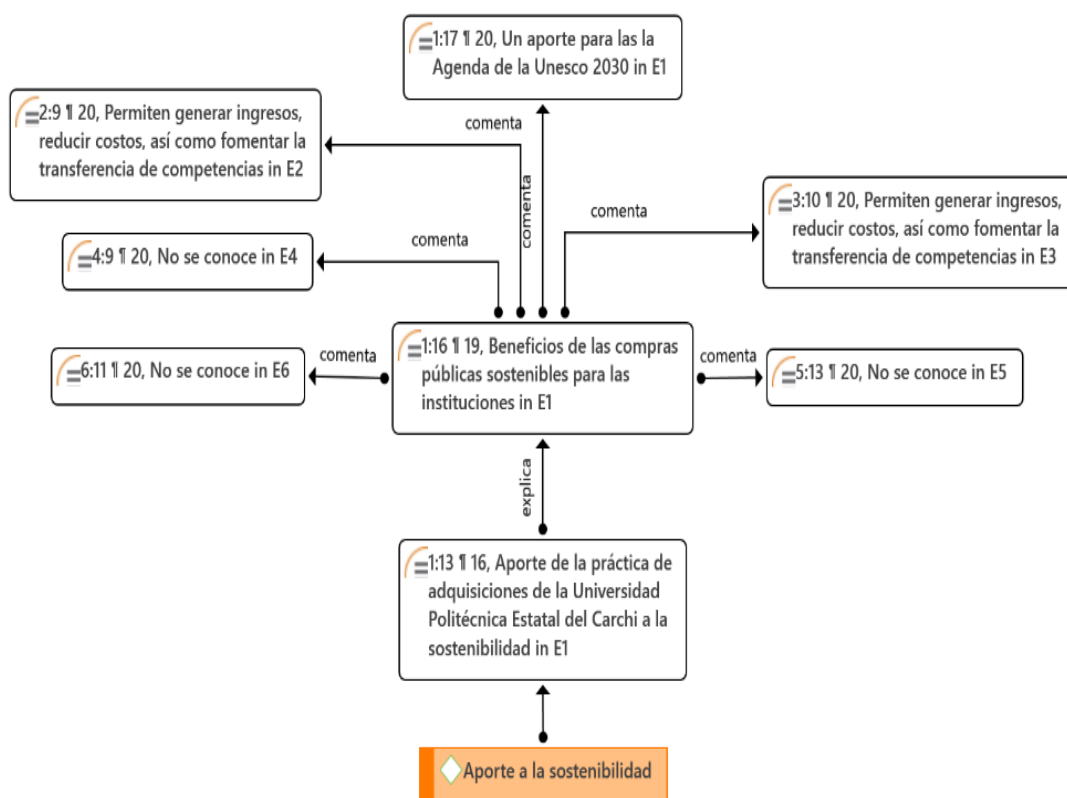 1:17 ¶ 20, Un aporte para las la
Agenda de la Unesco 2030 in E1
comenta
2:9 ¶ 20, Permiten generar ingresos,
reducir costos, así como fomentar la
transferencia de competencias in E2
comenta
comenta
3:10 ¶ 20, Permiten generar ingresos,
reducir costos, así como fomentar la
transferencia de competencias in E3
comenta
4:9 ¶ 20, No se conoce in E4
1:16 ¶ 19, Beneficios de las compras
públicas sostenibles para las
instituciones in E1
comenta
6:11 ¶ 20, No se conoce in E6
comenta
5:13 ¶ 20, No se conoce in E5
explica
1:13 ¶ 16, Aporte de la práctica de
adquisiciones de la Universidad
Politécnica Estatal del Carchi a la
sostenibilidad in E1
Aporte a la sostenibilidad